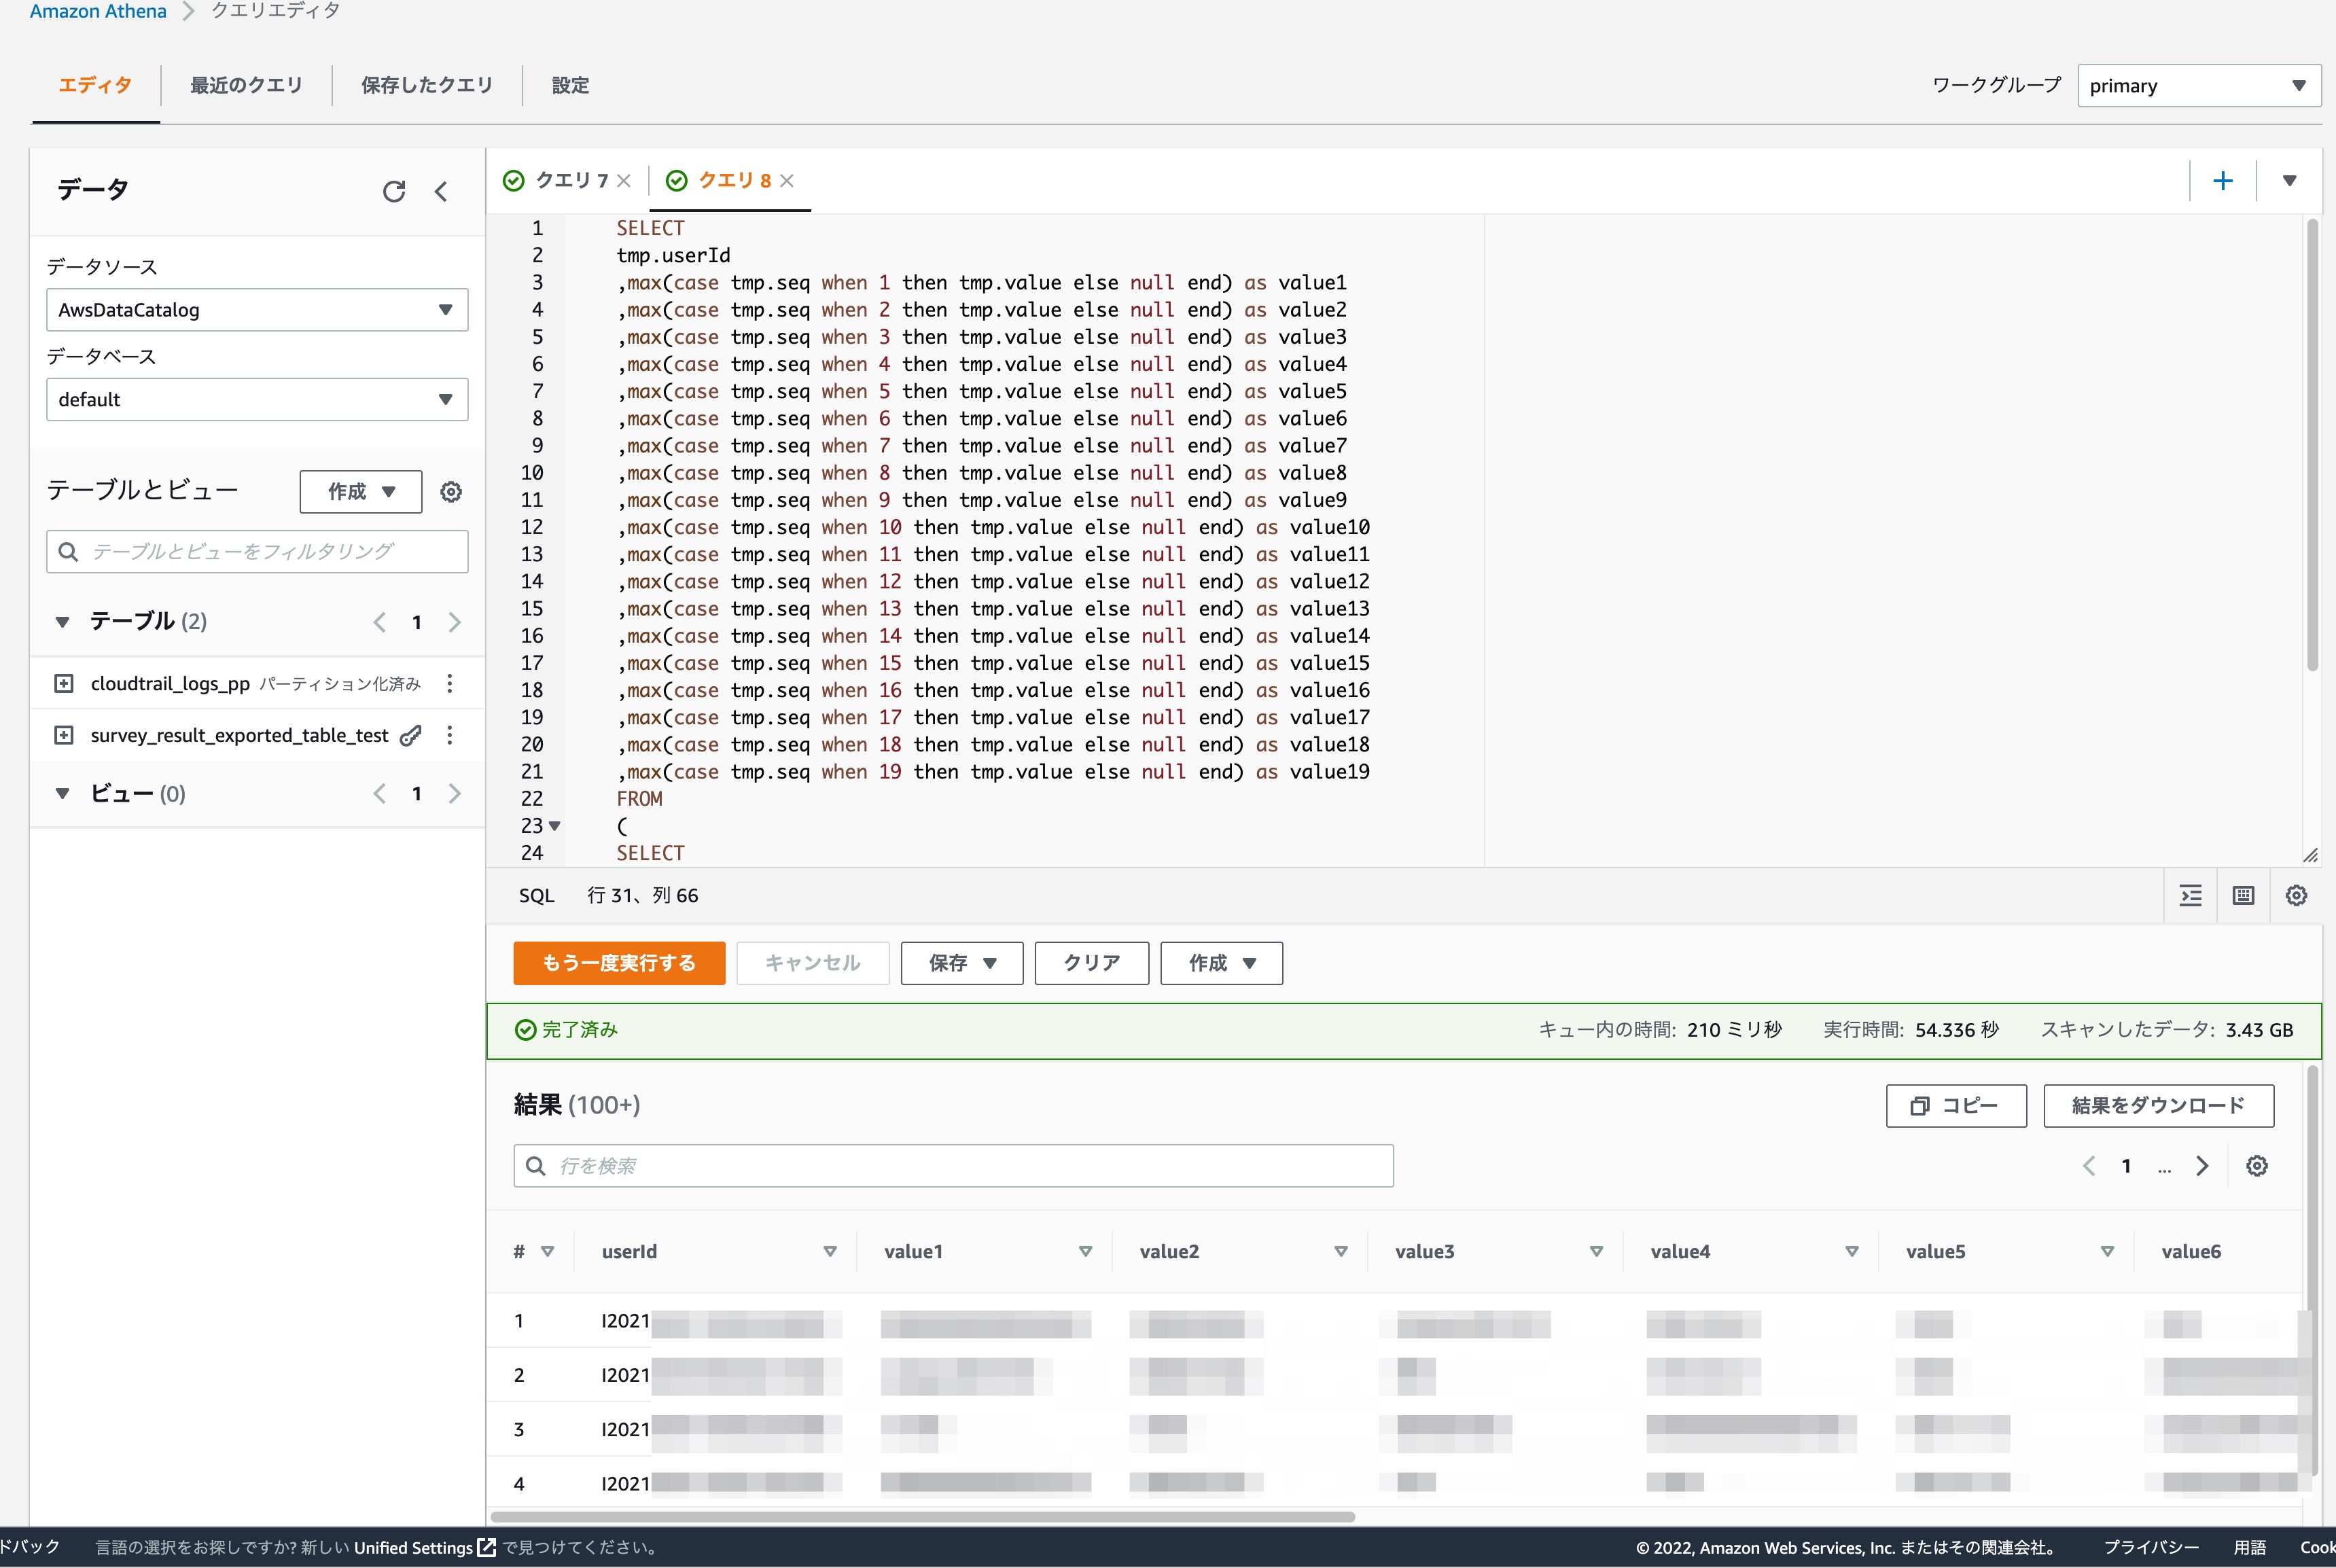 Amazon Athena > クエリエディタ
エディタ 最近のクエリ 保存したクエリ 設定
ワークグループ primary
データ
データソース
AwsDataCatalog
データベース
default
テーブルとビュー 作成
テーブルとビューをフィルタリング
テーブル (2) 1
cloudtrail_logs_pp パーティション化済み
survey_result_exported_table_test
ビュー (0) 1
クエリ 7 クエリ 8
1 SELECT
2 tmp.userId
3 ,max(case tmp.seq when 1 then tmp.value else null end) as value1
4 ,max(case tmp.seq when 2 then tmp.value else null end) as value2
5 ,max(case tmp.seq when 3 then tmp.value else null end) as value3
6 ,max(case tmp.seq when 4 then tmp.value else null end) as value4
7 ,max(case tmp.seq when 5 then tmp.value else null end) as value5
8 ,max(case tmp.seq when 6 then tmp.value else null end) as value6
9 ,max(case tmp.seq when 7 then tmp.value else null end) as value7
10 ,max(case tmp.seq when 8 then tmp.value else null end) as value8
11 ,max(case tmp.seq when 9 then tmp.value else null end) as value9
12 ,max(case tmp.seq when 10 then tmp.value else null end) as value10
13 ,max(case tmp.seq when 11 then tmp.value else null end) as value11
14 ,max(case tmp.seq when 12 then tmp.value else null end) as value12
15 ,max(case tmp.seq when 13 then tmp.value else null end) as value13
16 ,max(case tmp.seq when 14 then tmp.value else null end) as value14
17 ,max(case tmp.seq when 15 then tmp.value else null end) as value15
18 ,max(case tmp.seq when 16 then tmp.value else null end) as value16
19 ,max(case tmp.seq when 17 then tmp.value else null end) as value17
20 ,max(case tmp.seq when 18 then tmp.value else null end) as value18
21 ,max(case tmp.seq when 19 then tmp.value else null end) as value19
22 FROM
23 (
24 SELECT
SQL 行 31、列 66
もう一度実行する キャンセル 保存 クリア 作成
完了済み キュー内の時間: 210 ミリ秒 実行時間: 54.336 秒 スキャンしたデータ: 3.43 GB
結果 (100+) コピー 結果をダウンロード
行を検索 1 ...
# userId value1 value2 value3 value4 value5 value6
1 I2021
2 I2021
3 I2021
4 I2021
ドバック 言語の選択をお探しですか? 新しい Unified Settings で見つけてください。 © 2022, Amazon Web Services, Inc. またはその関連会社。 プライバシー 用語 Cook